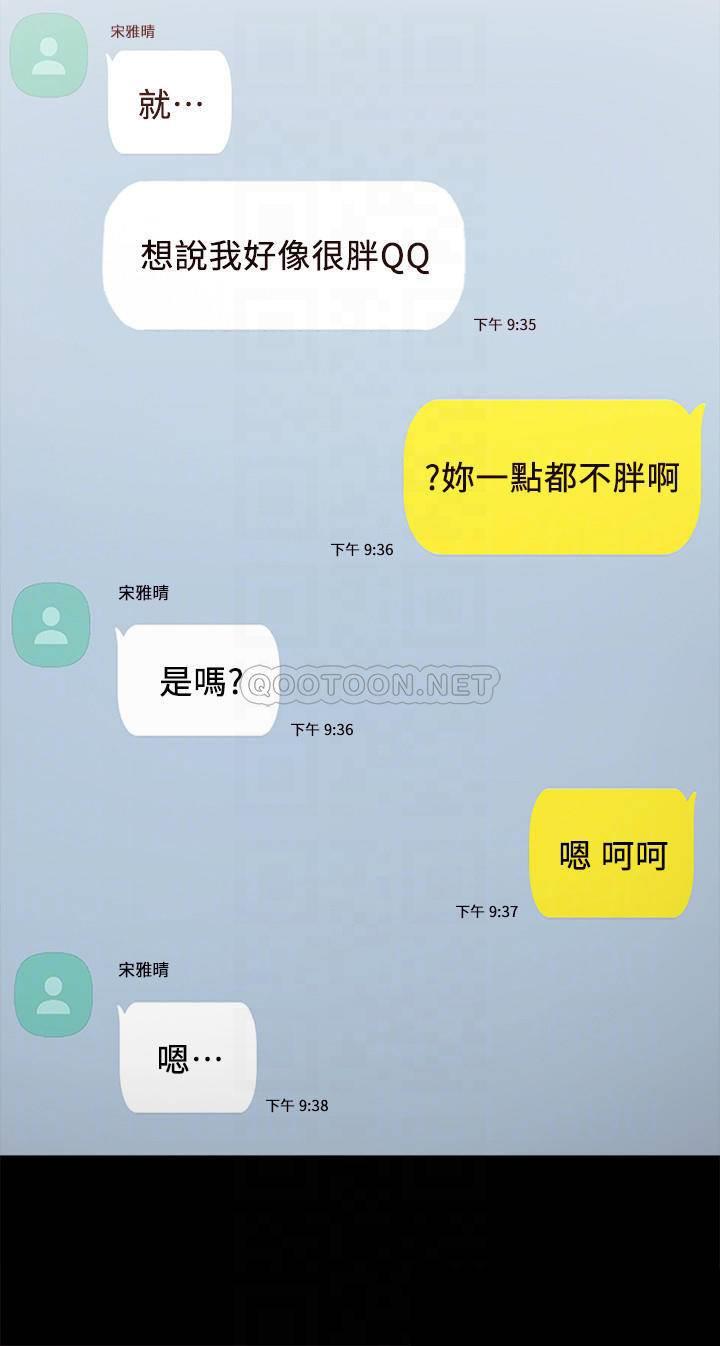 宋雅晴
就…
想說我好像很胖QQ
下午 9:35
?妳一點都不胖啊
下午 9:36
宋雅晴
是嗎?
QOOTOON.NET
下午 9:36
嗯 呵呵
下午 9:37
宋雅晴
嗯…
下午 9:38